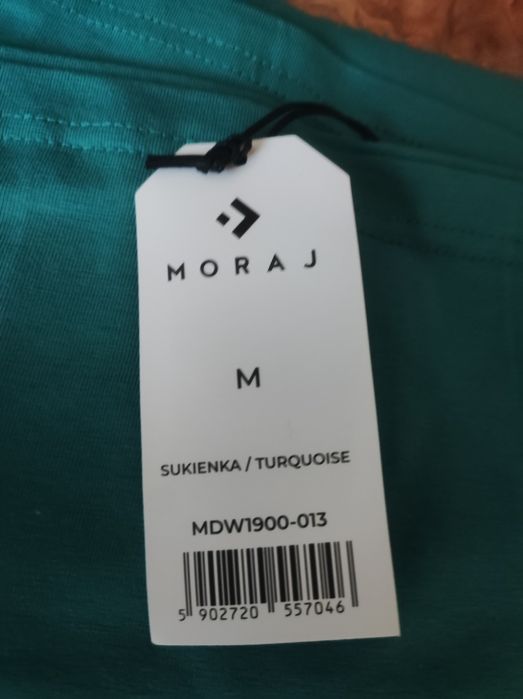 MORAJ
M
SUKIENKA / TURQUOISE
MDW1900-013
5 902720 557046